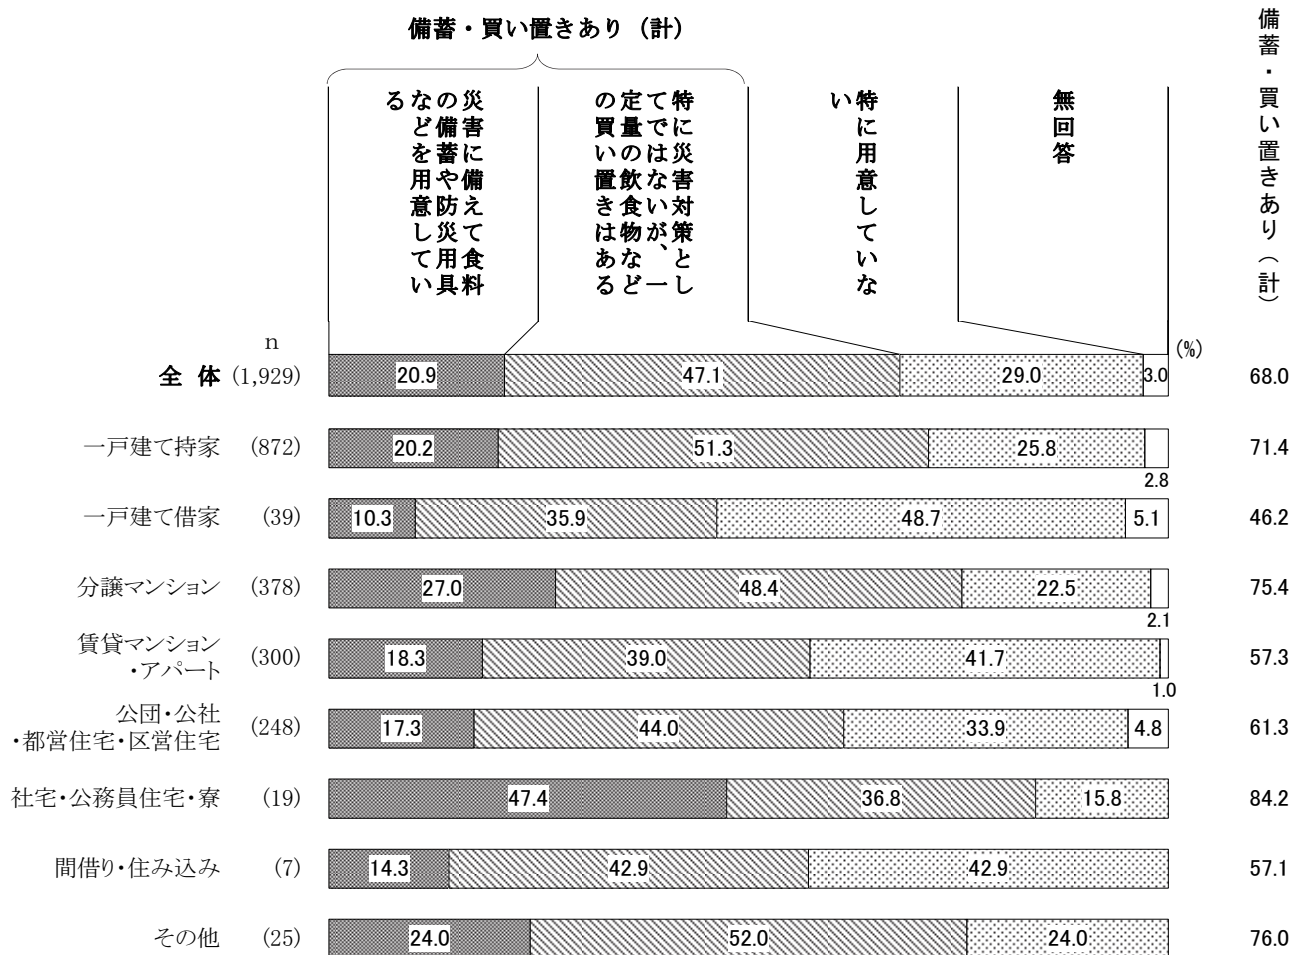 備蓄・買い置きあり（計）
災害に備えて食料
の備蓄や防災用具
などを用意してい
る
特に災害対策とし
てではないが、一
定量の飲食物など
の買い置きはある
特に用意していな
い
無回答
備蓄・買い置きあり（計）
n
(%)
全 体 (1,929) 20.9 47.1 29.0 3.0 68.0
一戸建て持家 (872) 20.2 51.3 25.8 2.8 71.4
一戸建て借家 (39) 10.3 35.9 48.7 5.1 46.2
分譲マンション (378) 27.0 48.4 22.5 2.1 75.4
賃貸マンション
・アパート (300) 18.3 39.0 41.7 1.0 57.3
公団・公社
・都営住宅・区営住宅 (248) 17.3 44.0 33.9 4.8 61.3
社宅・公務員住宅・寮 (19) 47.4 36.8 15.8 84.2
間借り・住み込み (7) 14.3 42.9 42.9 57.1
その他 (25) 24.0 52.0 24.0 76.0